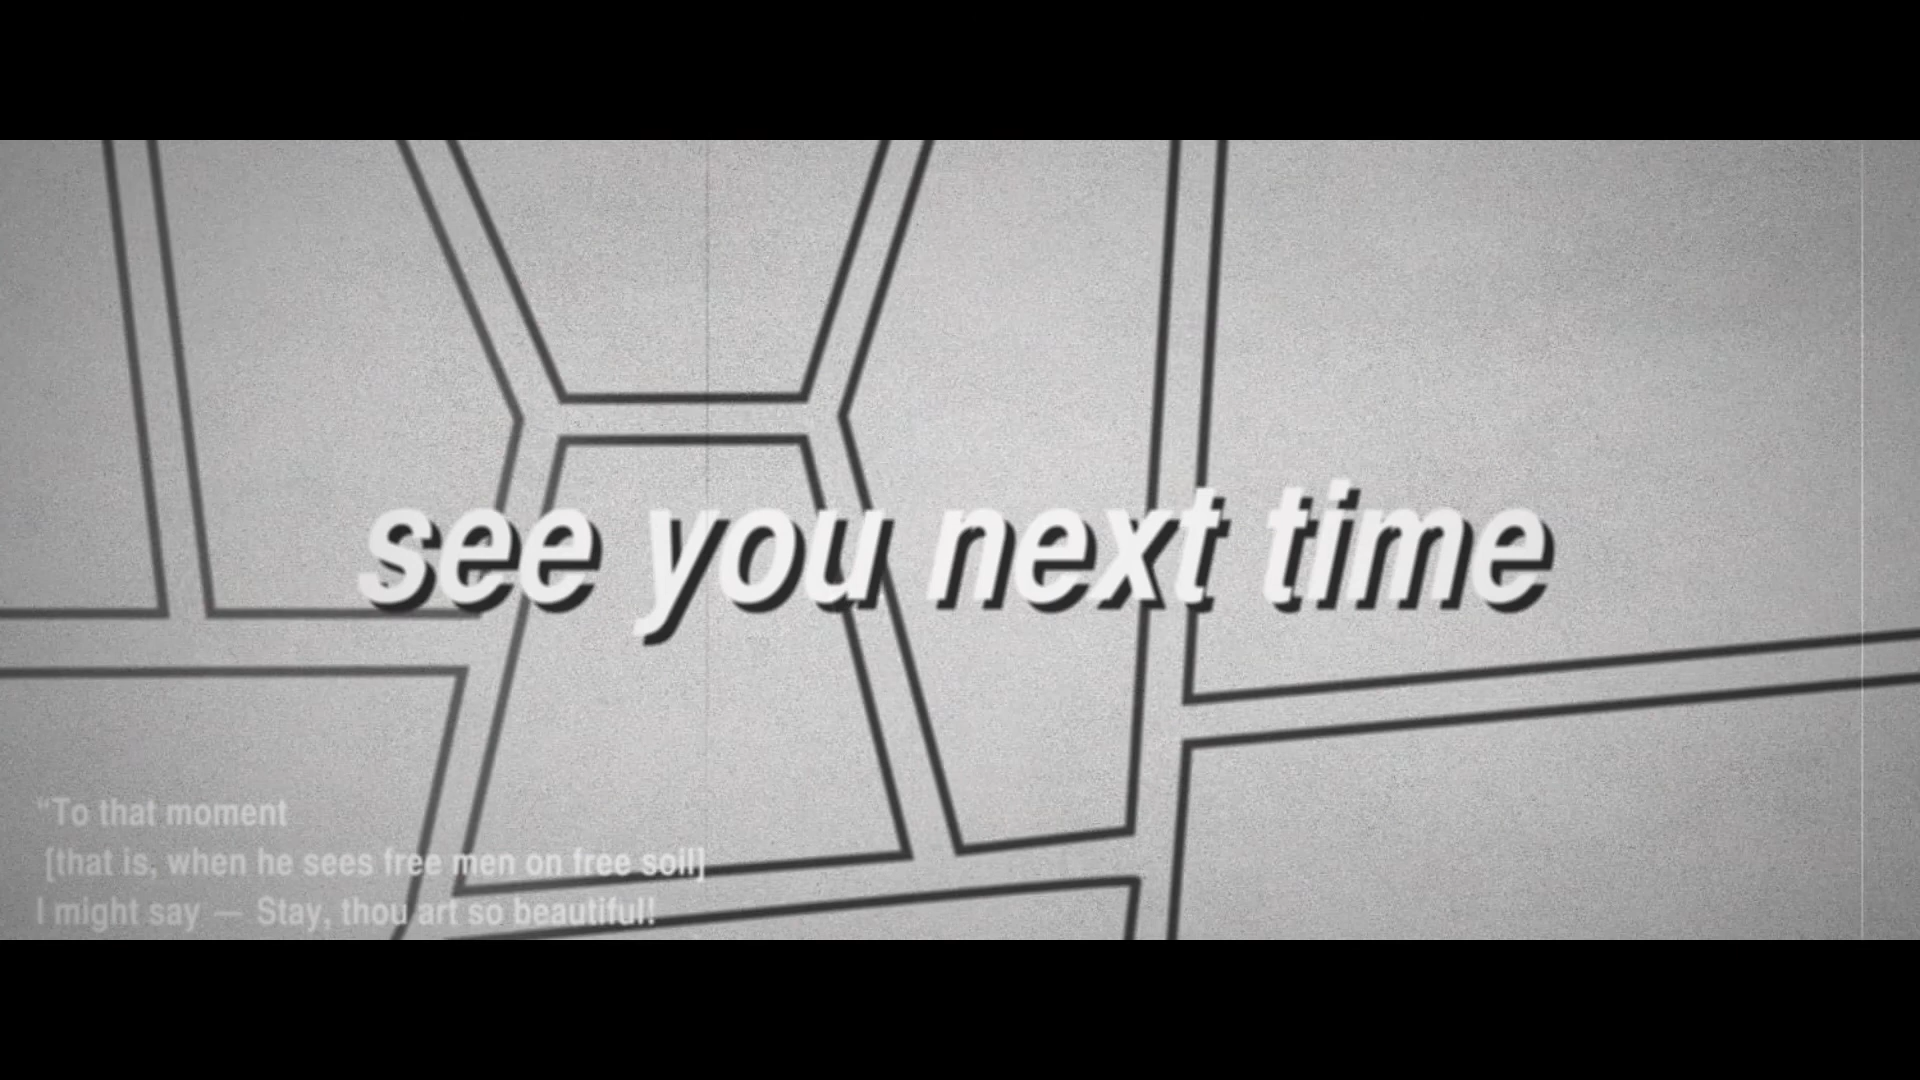 see you next time
“To that moment
[that is, when he sees free men on free soil]
I might say — Stay, thou art so beautiful!